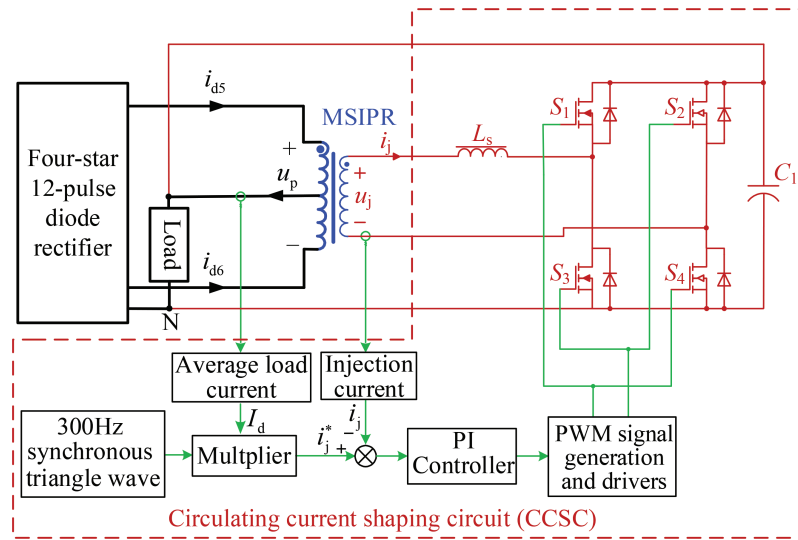 Four-star
12-pulse
diode
rectifier
i_d5
MSIPR
+
u_p
−
i_d6
Load
N
i_j
+
u_j
−
L_s
S_1
S_2
S_3
S_4
C_1
Average load
current
Injection
current
I_d
i_j
300Hz
synchronous
triangle wave
Multplier
i_j^*
+
−
PI
Controller
PWM signal
generation
and drivers
Circulating current shaping circuit (CCSC)